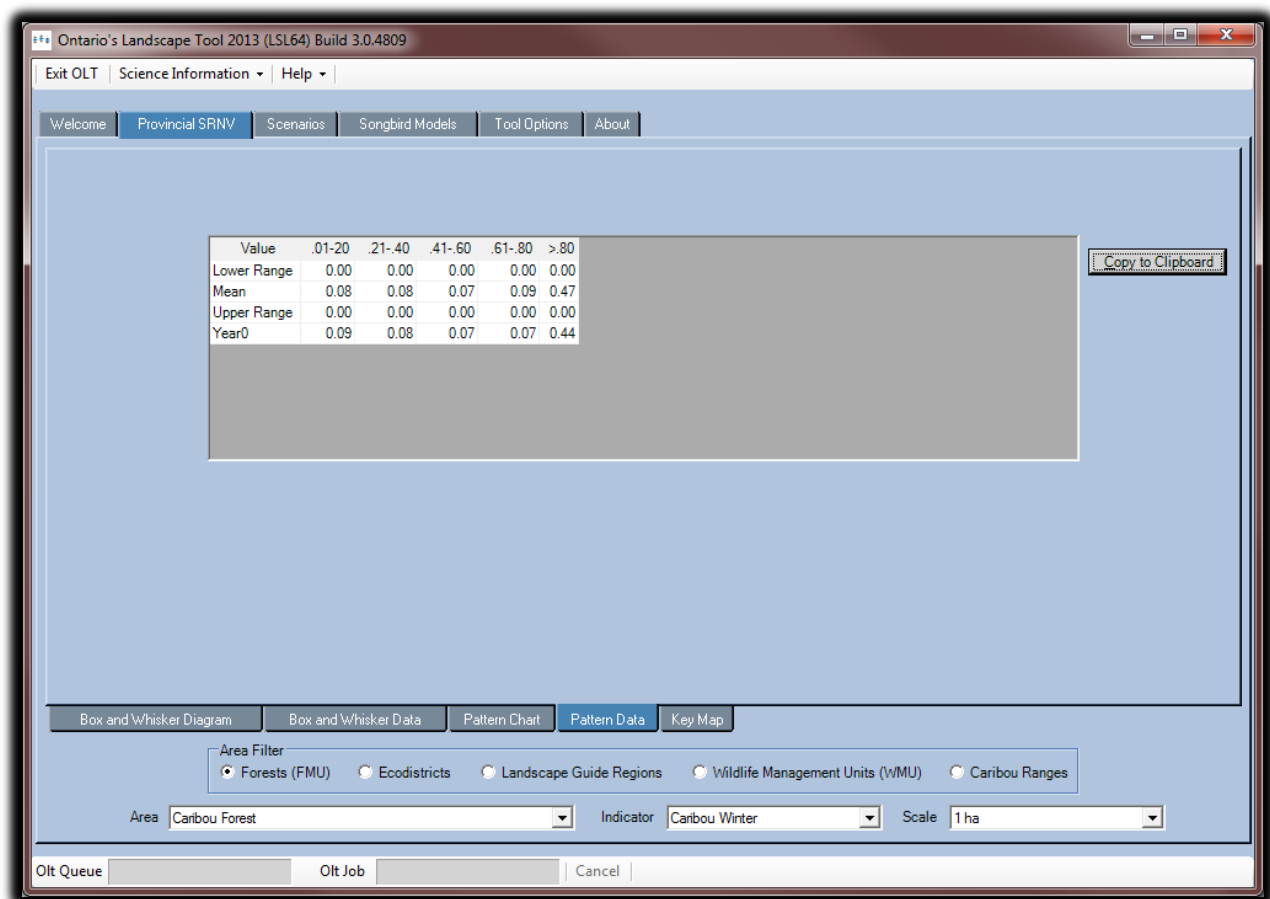 Ontario's Landscape Tool 2013 (LSL64) Build 3.0.4809
Exit OLT Science Information Help
Welcome Provincial SRNV Scenarios Songbird Models Tool Options About
Value .01-20 .21-.40 .41-.60 .61-.80 >.80
Lower Range 0.00 0.00 0.00 0.00 0.00
Mean 0.08 0.08 0.07 0.09 0.47
Upper Range 0.00 0.00 0.00 0.00 0.00
Year0 0.09 0.08 0.07 0.07 0.44
Copy to Clipboard
Box and Whisker Diagram Box and Whisker Data Pattern Chart Pattern Data Key Map
Area Filter
Forests (FMU) Ecodistricts Landscape Guide Regions Wildlife Management Units (WMU) Caribou Ranges
Area Caribou Forest Indicator Caribou Winter Scale 1 ha
Olt Queue Olt Job Cancel